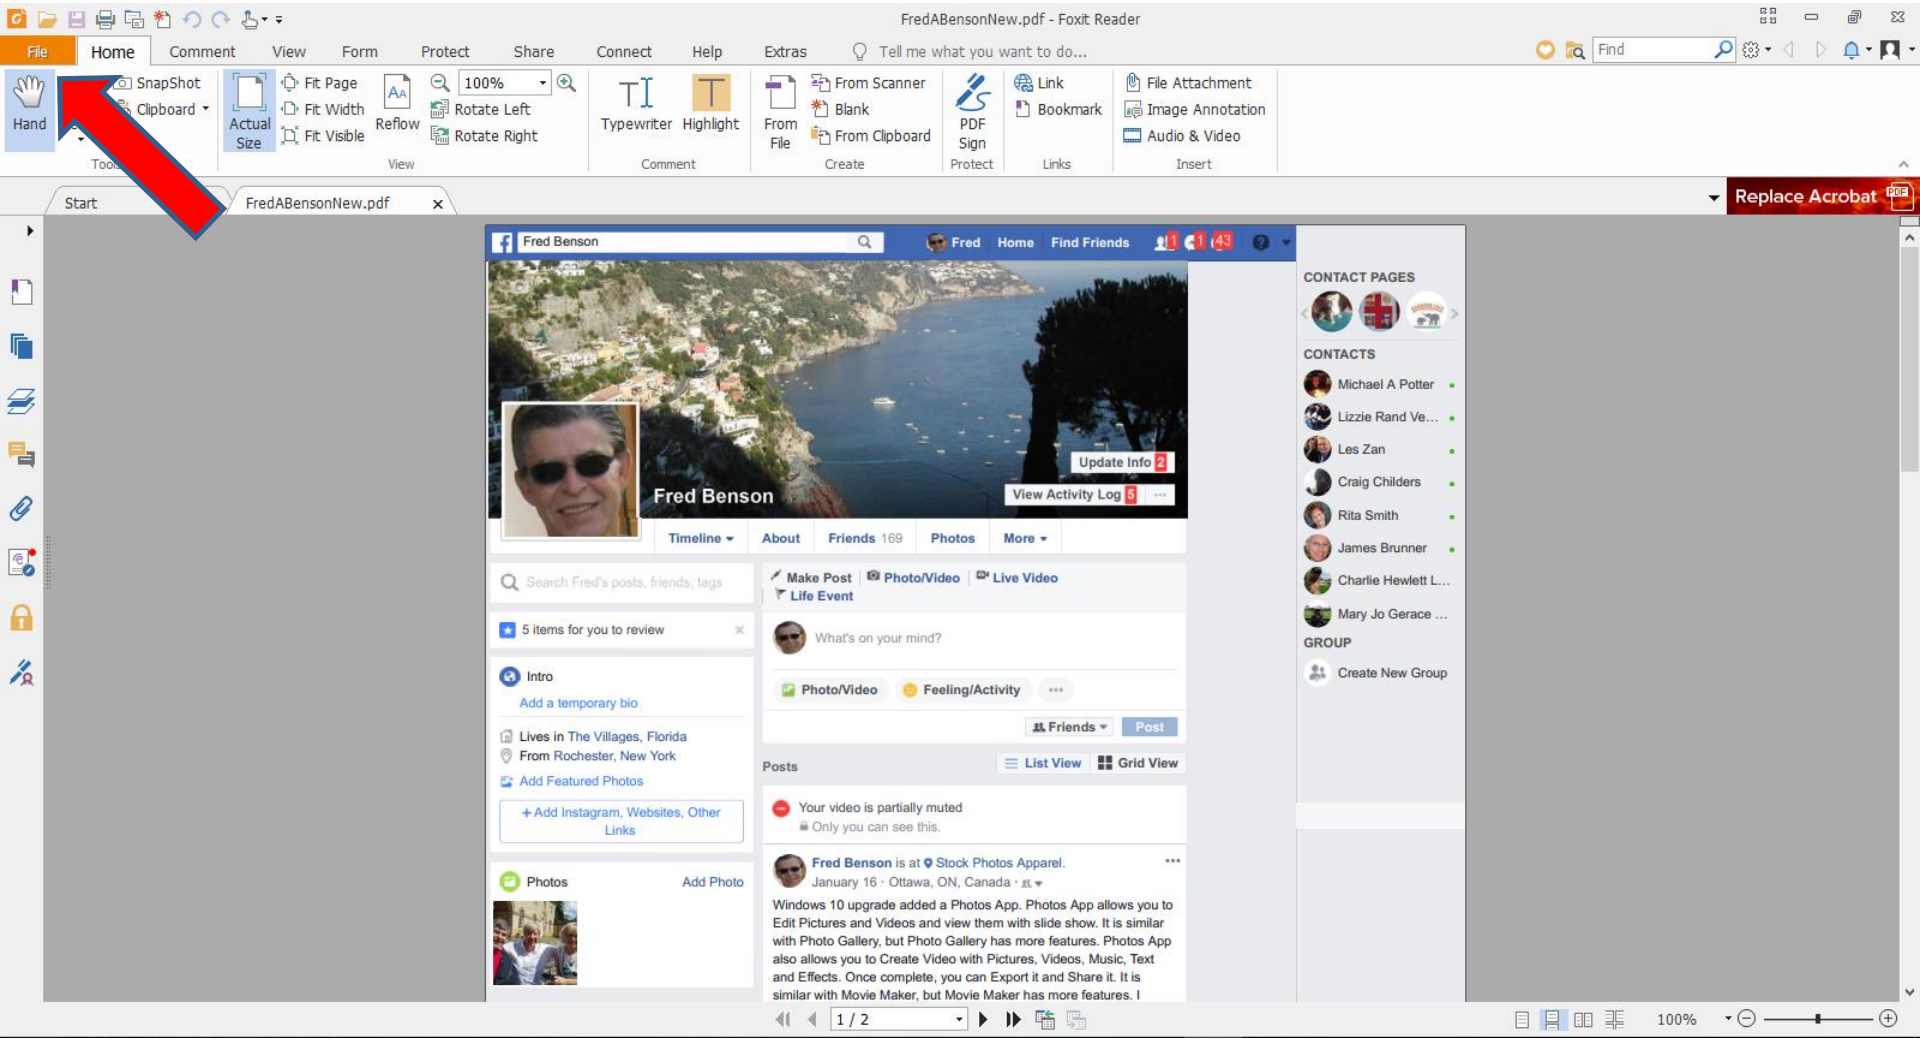 FredABensonNew.pdf - Foxit Reader
File Home Comment View Form Protect Share Connect Help Extras Tell me what you want to do... Find
SnapShot
Clipboard
Hand
Tools
Actual Size
Fit Page
Fit Width
Fit Visible
Reflow
100%
Rotate Left
Rotate Right
View
Typewriter Highlight
Comment
From File
From Scanner
Blank
From Clipboard
Create
PDF Sign
Protect
Link
Bookmark
Links
File Attachment
Image Annotation
Audio & Video
Insert
Start FredABensonNew.pdf x
Replace Acrobat PDF
Fred Benson
Fred Home Find Friends 1 1 43
Update Info 2
View Activity Log 5 ...
Fred Benson
Timeline About Friends 169 Photos More
Search Fred's posts, friends, tags
5 items for you to review
Intro
Add a temporary bio
Lives in The Villages, Florida
From Rochester, New York
Add Featured Photos
+ Add Instagram, Websites, Other
Links
Photos Add Photo
Make Post Photo/Video Live Video
Life Event
What's on your mind?
Photo/Video Feeling/Activity ...
Friends Post
Posts List View Grid View
Your video is partially muted
Only you can see this.
Fred Benson is at Stock Photos Apparel. ...
January 16 · Ottawa, ON, Canada ·
Windows 10 upgrade added a Photos App. Photos App allows you to
Edit Pictures and Videos and view them with slide show. It is similar
with Photo Gallery, but Photo Gallery has more features. Photos App
also allows you to Create Video with Pictures, Videos, Music, Text
and Effects. Once complete, you can Export it and Share it. It is
similar with Movie Maker, but Movie Maker has more features. I
CONTACT PAGES
CONTACTS
Michael A Potter
Lizzie Rand Ve...
Les Zan
Craig Childers
Rita Smith
James Brunner
Charlie Hewlett L...
Mary Jo Gerace ...
GROUP
Create New Group
1 / 2
100%